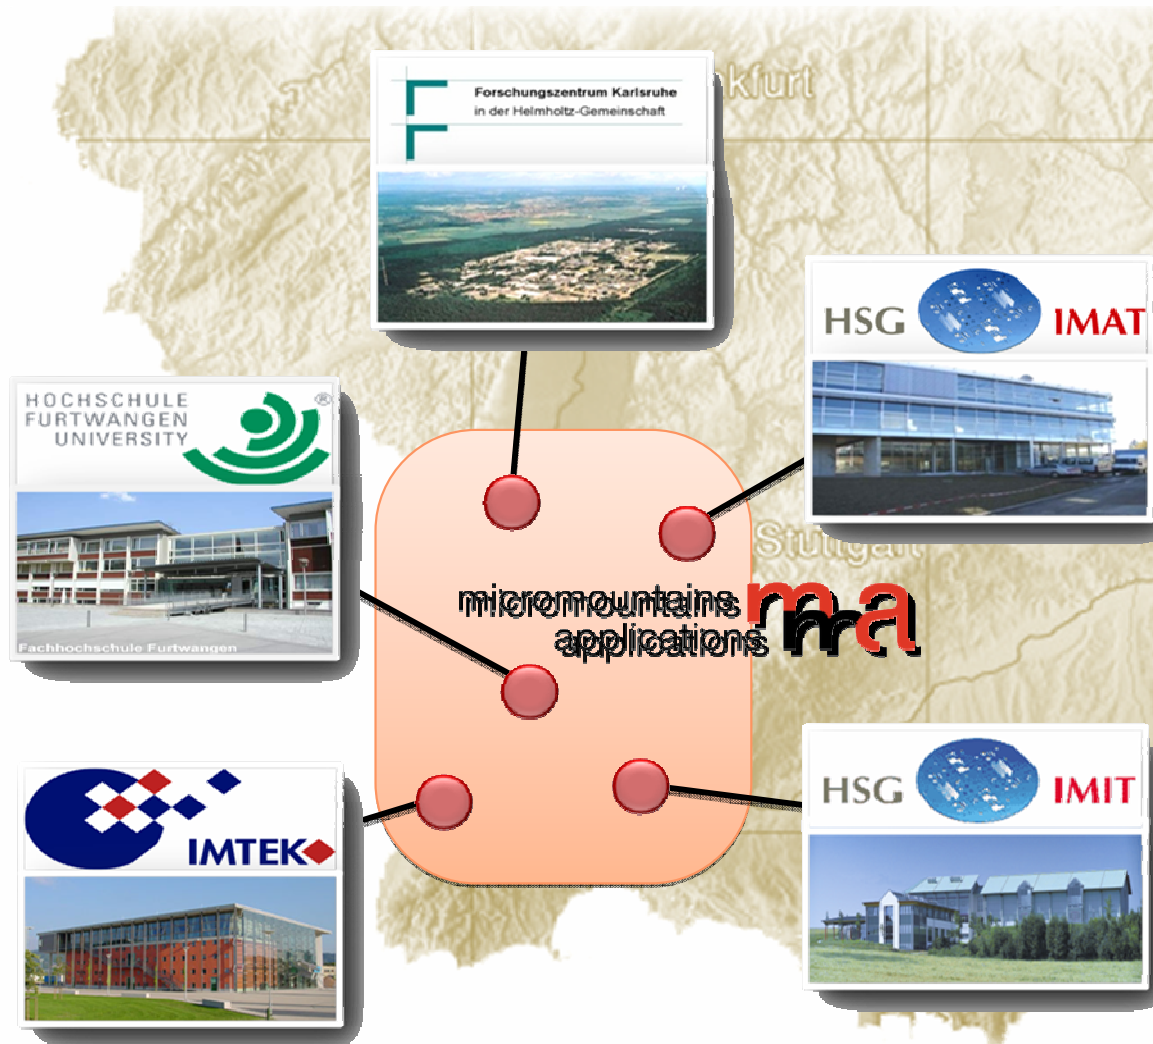 kfurt
Forschungszentrum Karlsruhe
in der Helmholtz-Gemeinschaft
HSG IMAT
HOCHSCHULE
FURTWANGEN
UNIVERSITY
®
Fachhochschule Furtwangen
Stuttgart
micromountains mma
applications
HSG IMIT
IMTEK